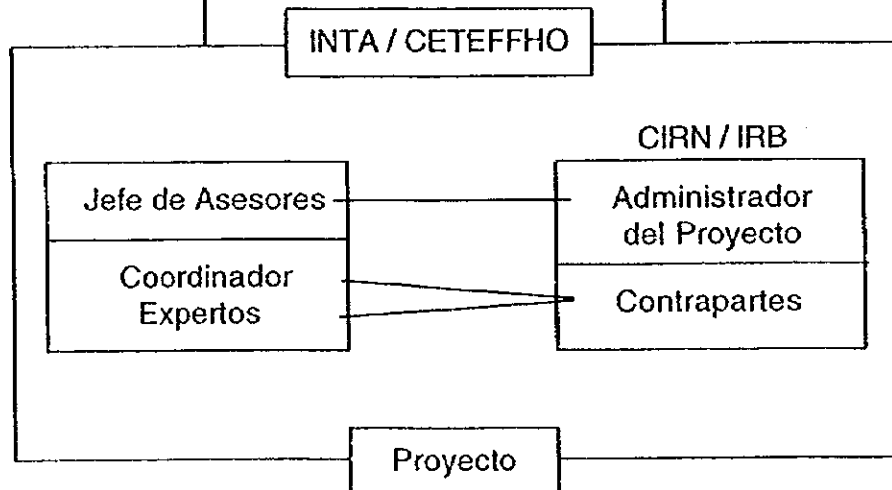 INTA / CETEFFHO
CIRN / IRB
Jefe de Asesores
Administrador
del Proyecto
Coordinador
Expertos
Contrapartes
Proyecto